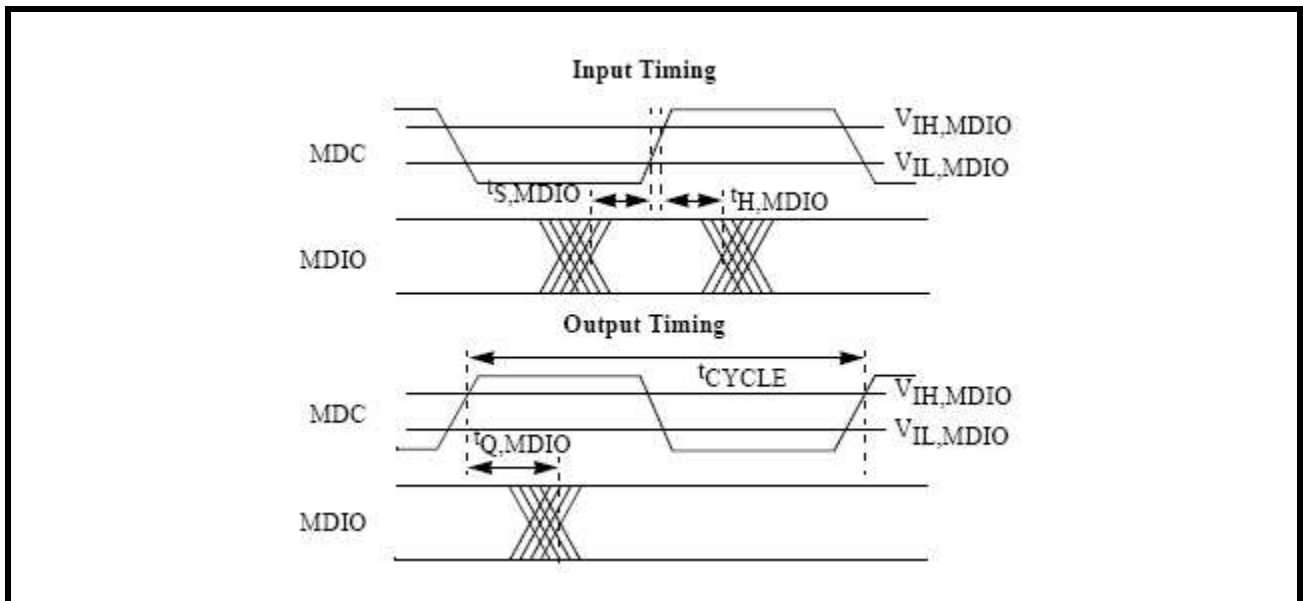 Input Timing
MDC
VIH,MDIO
VIL,MDIO
tS,MDIO
tH,MDIO
MDIO
Output Timing
tCYCLE
MDC
VIH,MDIO
VIL,MDIO
tQ,MDIO
MDIO